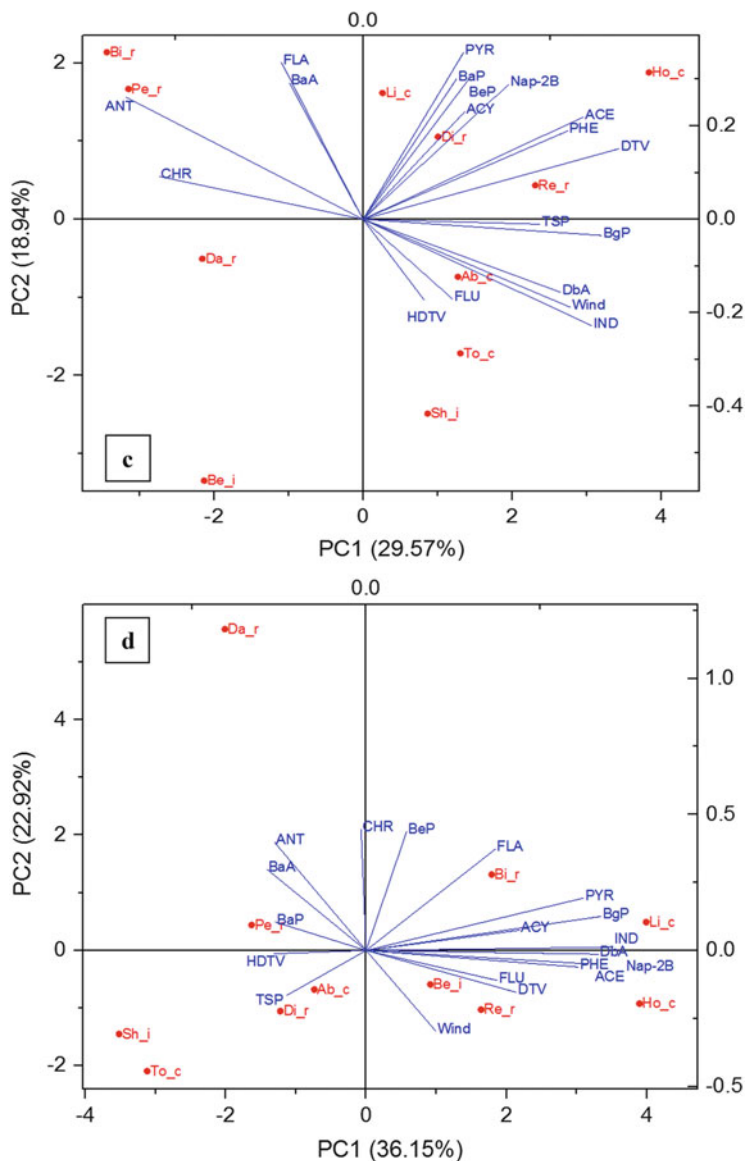 0.0
2
0
-2
PC2 (18.94%)
Bi_r
Pe_r
ANT
CHR
FLA
BaA
Li_c
PYR
BaP
BeP
ACY
Nap-2B
Di_r
Ho_c
ACE
PHE
DTV
Re_r
TSP
BgP
Da_r
Ab_c
FLU
HDTV
DbA
Wind
IND
To_c
Sh_i
Be_i
c
0.2
0.0
-0.2
-0.4
-2
0
2
4
PC1 (29.57%)
0.0
d
4
2
0
-2
PC2 (22.92%)
Da_r
ANT
CHR
BeP
FLA
BaA
Bi_r
PYR
BgP
Li_c
Pe_r
BaP
ACY
IND
DbA
HDTV
PHE
Nap-2B
ACE
TSP
Ab_c
Di_r
Be_i
FLU
DTV
Re_r
Ho_c
Wind
Sh_i
To_c
1.0
0.5
0.0
-0.5
-4
-2
0
2
4
PC1 (36.15%)